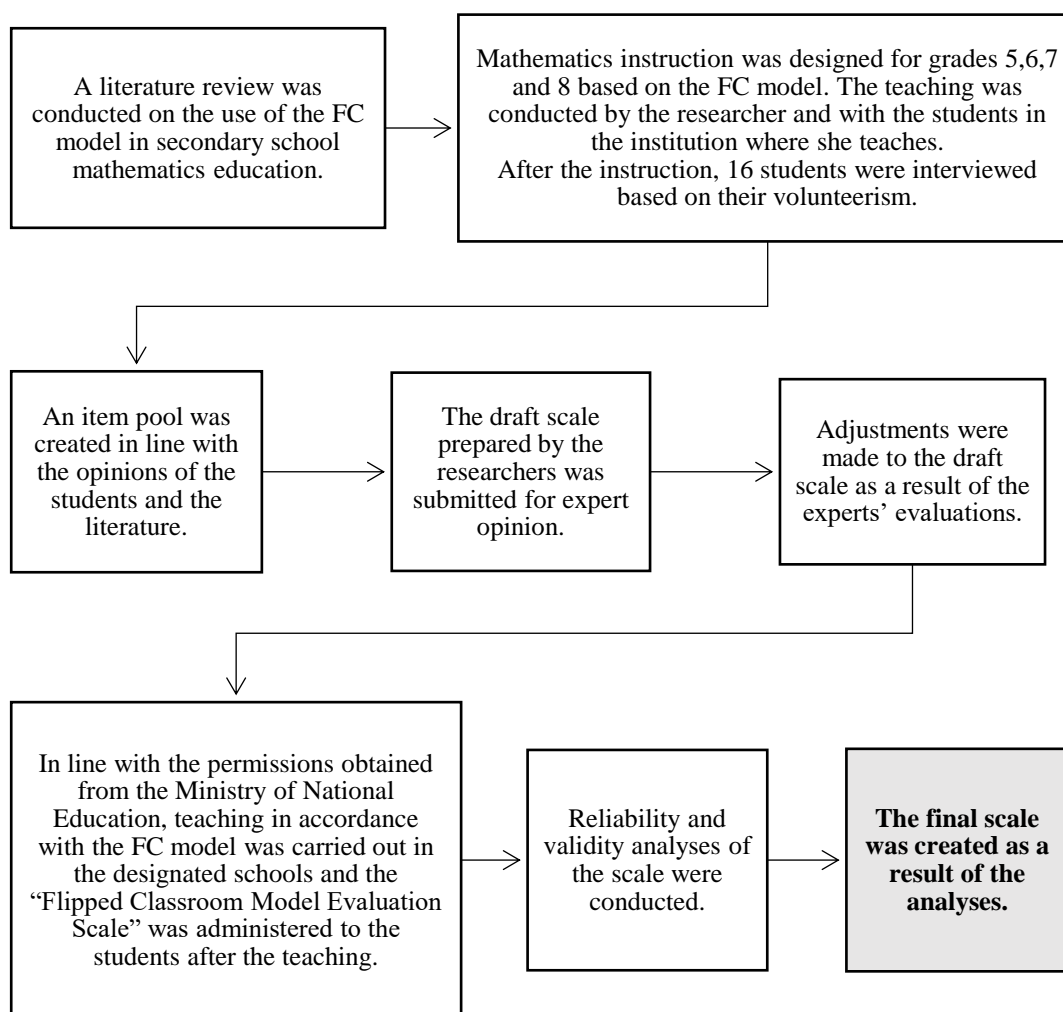 A literature review was
conducted on the use of the FC
model in secondary school
mathematics education.
Mathematics instruction was designed for grades 5,6,7
and 8 based on the FC model. The teaching was
conducted by the researcher and with the students in
the institution where she teaches.
After the instruction, 16 students were interviewed
based on their volunteerism.
An item pool was
created in line with
the opinions of the
students and the
literature.
The draft scale
prepared by the
researchers was
submitted for expert
opinion.
Adjustments were
made to the draft
scale as a result of the
experts’ evaluations.
In line with the permissions obtained
from the Ministry of National
Education, teaching in accordance
with the FC model was carried out in
the designated schools and the
“Flipped Classroom Model Evaluation
Scale” was administered to the
students after the teaching.
Reliability and
validity analyses of
the scale were
conducted.
The final scale
was created as a
result of the
analyses.